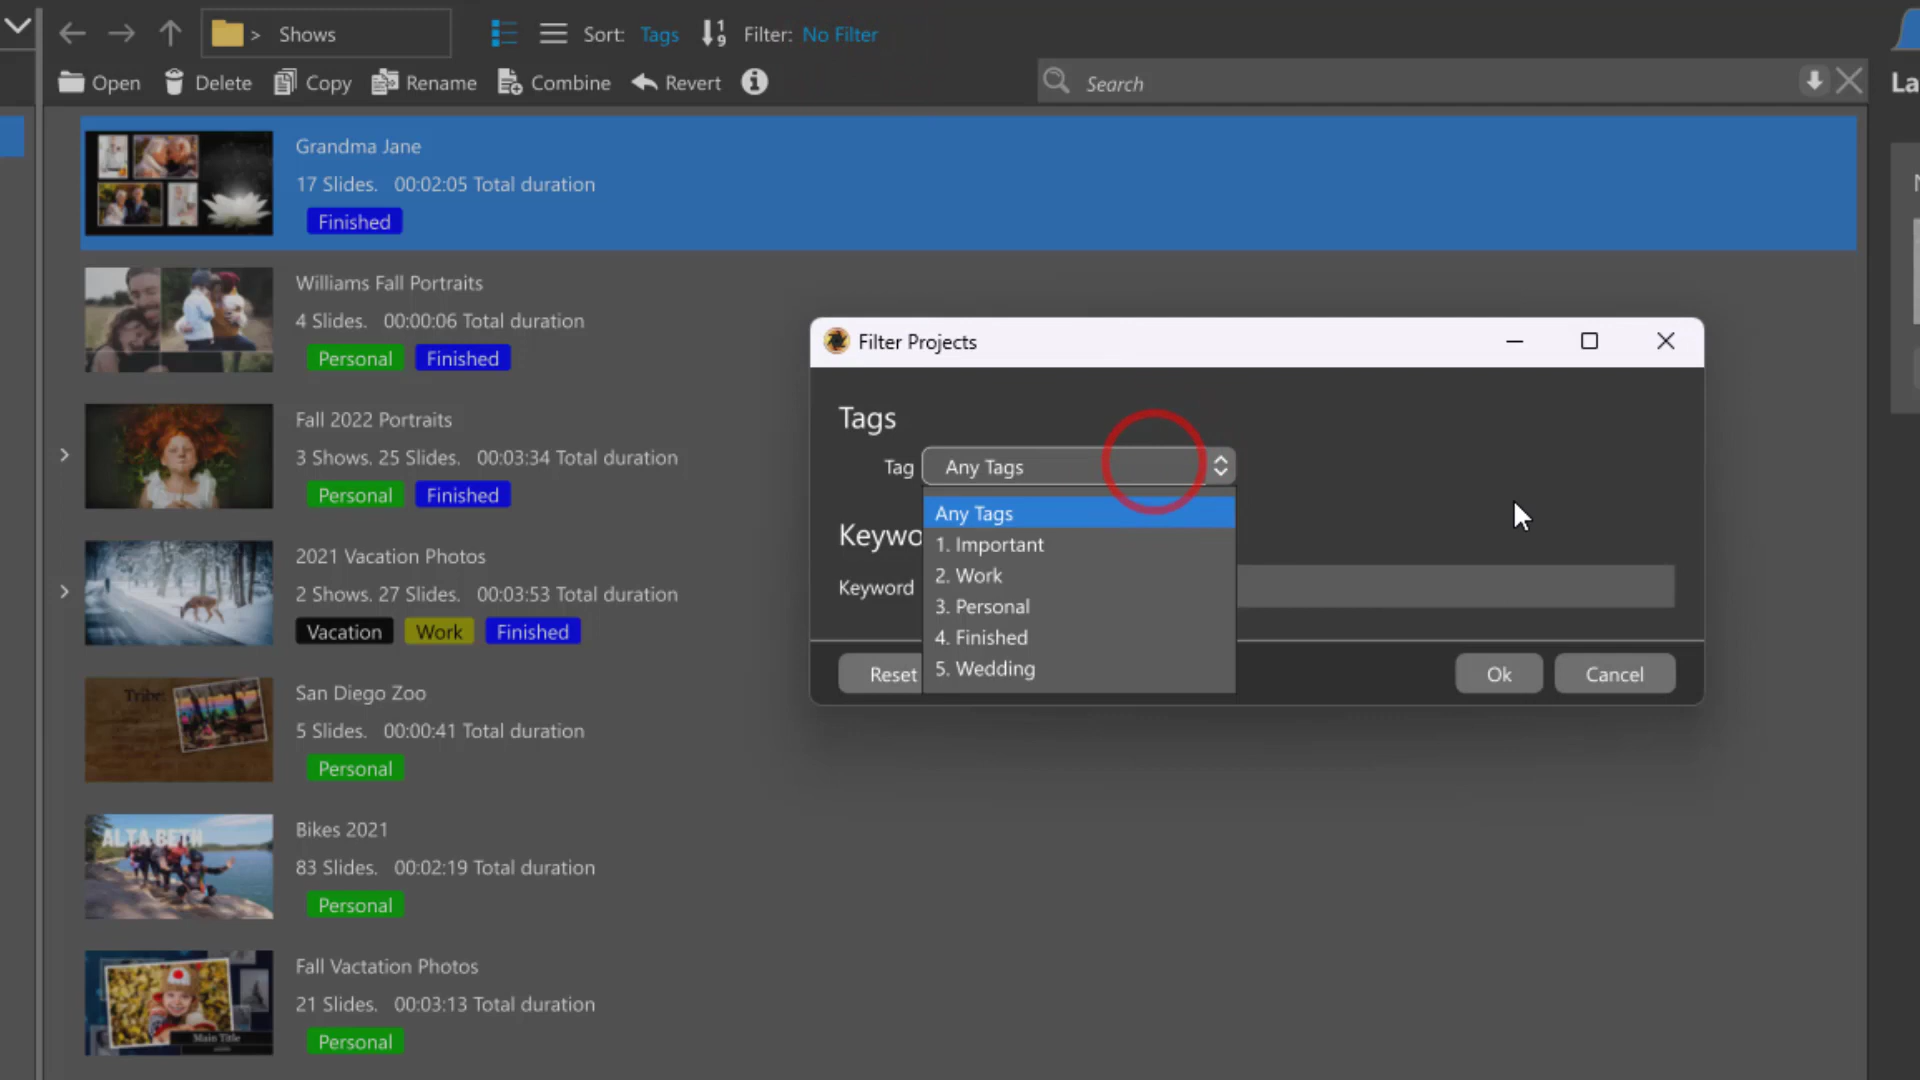 > Shows
Sort: Tags
Filter: No Filter
Open
Delete
Copy
Rename
Combine
Revert
Search
La
Grandma Jane
17 Slides. 00:02:05 Total duration
Finished
Williams Fall Portraits
4 Slides. 00:00:06 Total duration
Personal Finished
Fall 2022 Portraits
3 Shows. 25 Slides. 00:03:34 Total duration
Personal Finished
2021 Vacation Photos
2 Shows. 27 Slides. 00:03:53 Total duration
Vacation Work Finished
Tribe:
San Diego Zoo
5 Slides. 00:00:41 Total duration
Personal
ALTA BETH
Bikes 2021
83 Slides. 00:02:19 Total duration
Personal
Main Title
Fall Vactation Photos
21 Slides. 00:03:13 Total duration
Personal
Filter Projects
Tags
Tag Any Tags
Any Tags
1. Important
2. Work
3. Personal
4. Finished
5. Wedding
Keywo
Keyword
Reset
Ok
Cancel